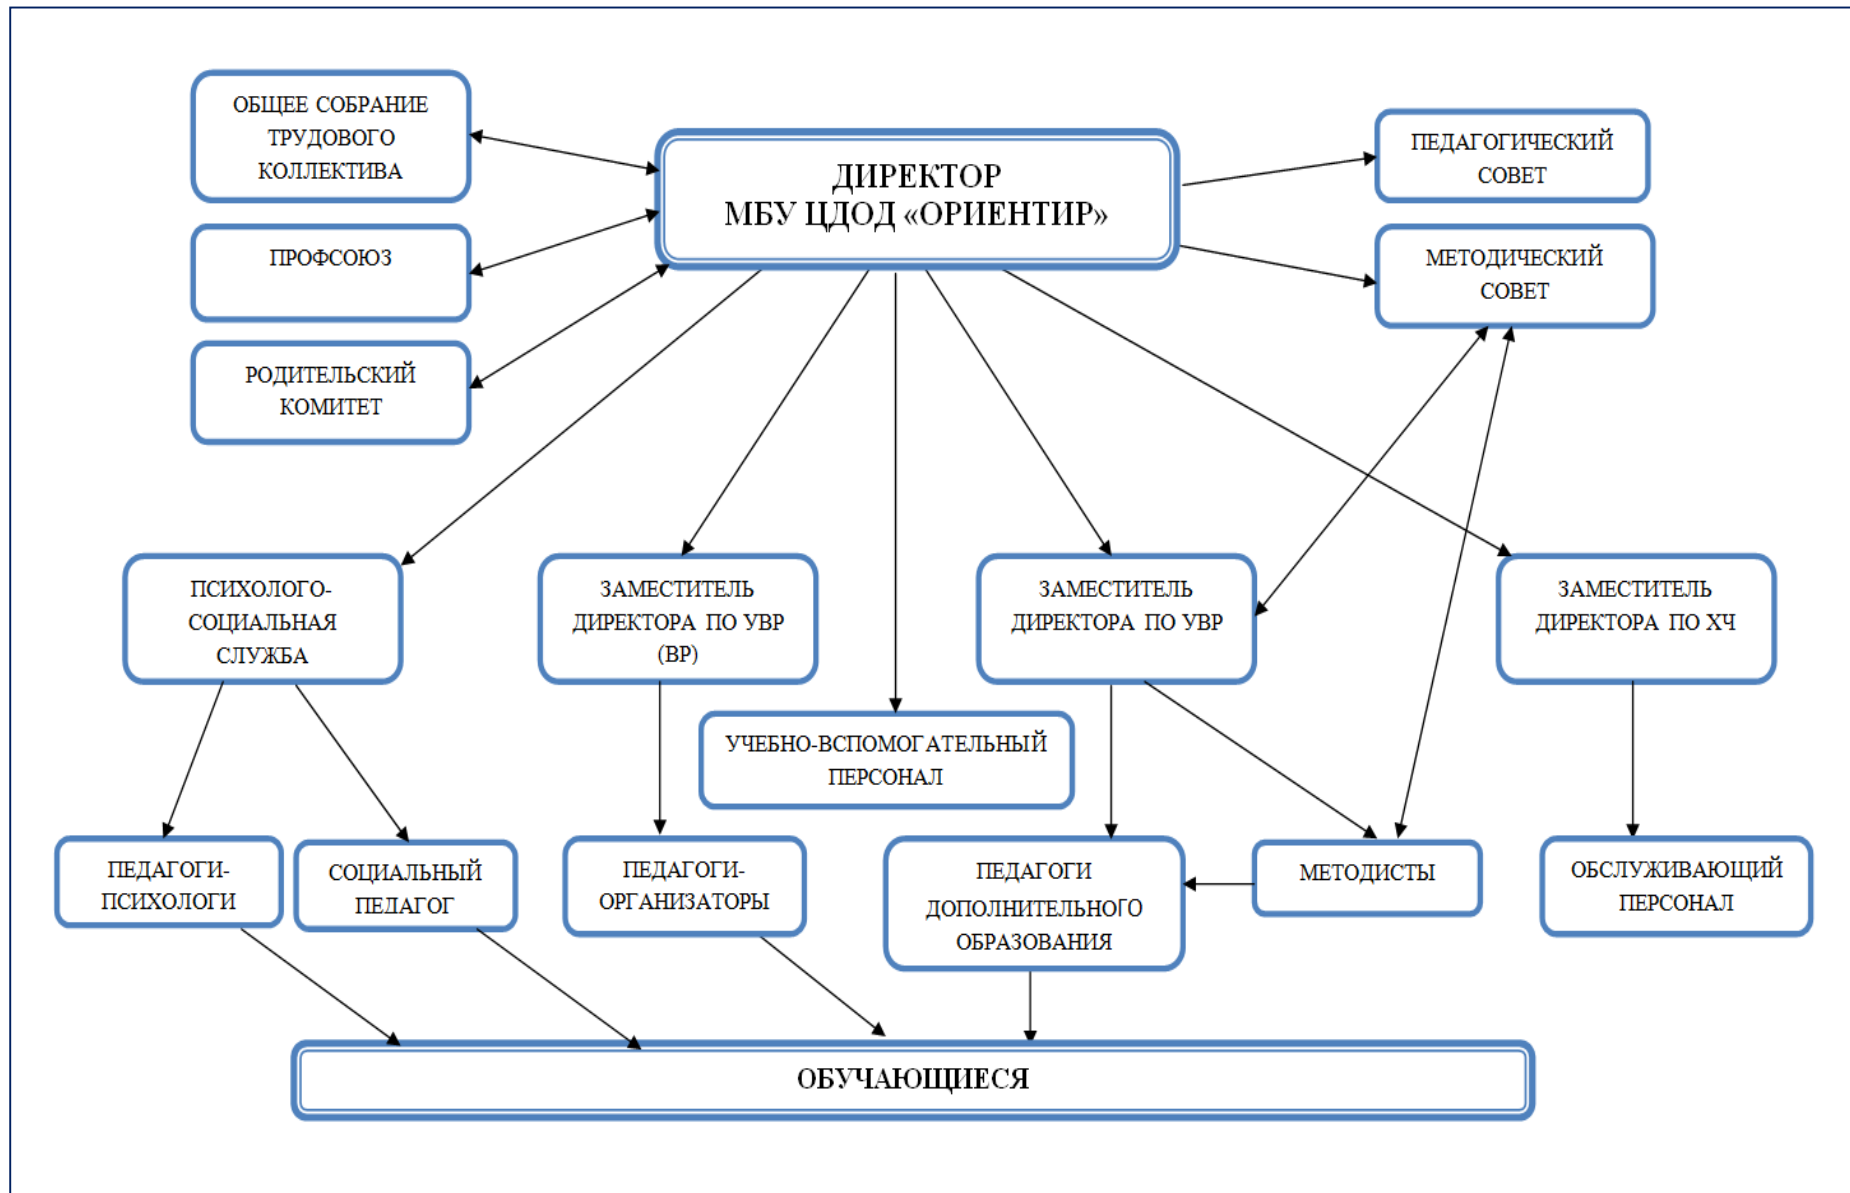 ОБЩЕЕ СОБРАНИЕ
ТРУДОВОГО
КОЛЛЕКТИВА
ДИРЕКТОР
МБУ ЦДОД «ОРИЕНТИР»
ПЕДАГОГИЧЕСКИЙ
СОВЕТ
ПРОФСОЮЗ
МЕТОДИЧЕСКИЙ
СОВЕТ
РОДИТЕЛЬСКИЙ
КОМИТЕТ
ПСИХОЛОГО-
СОЦИАЛЬНАЯ
СЛУЖБА
ЗАМЕСТИТЕЛЬ
ДИРЕКТОРА ПО УВР
(ВР)
ЗАМЕСТИТЕЛЬ
ДИРЕКТОРА ПО УВР
ЗАМЕСТИТЕЛЬ
ДИРЕКТОРА ПО ХЧ
УЧЕБНО-ВСПОМОГАТЕЛЬНЫЙ
ПЕРСОНАЛ
ПЕДАГОГИ-
ПСИХОЛОГИ
СОЦИАЛЬНЫЙ
ПЕДАГОГ
ПЕДАГОГИ-
ОРГАНИЗАТОРЫ
ПЕДАГОГИ
ДОПОЛНИТЕЛЬНОГО
ОБРАЗОВАНИЯ
МЕТОДИСТЫ
ОБСЛУЖИВАЮЩИЙ
ПЕРСОНАЛ
ОБУЧАЮЩИЕСЯ